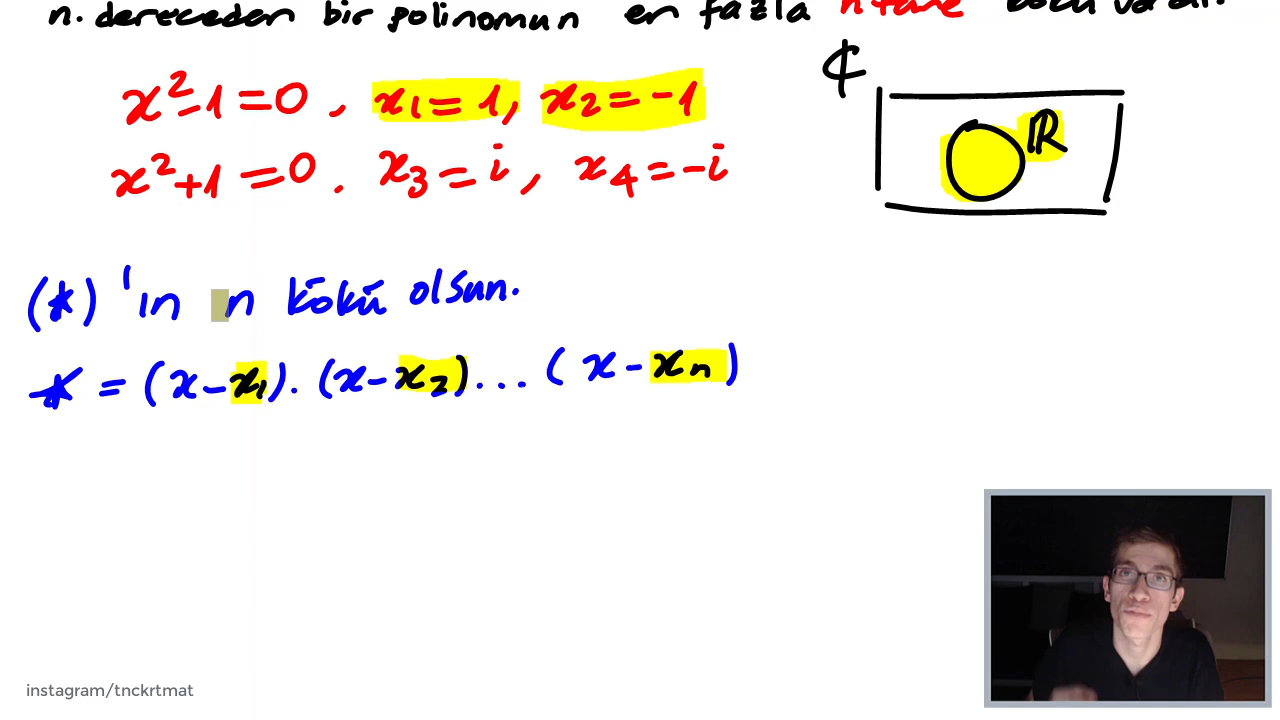 n. dereceden bir polinomun en fazla n tane kökü vardır.
x²-1=0, x₁=1, x₂=-1
x²+1=0. x₃=i, x₄=-i
₵
ℝ
(*)'ın n kökü olsun.
* = (x-x₁).(x-x₂)...(x-xₙ)
instagram/tnckrtmat